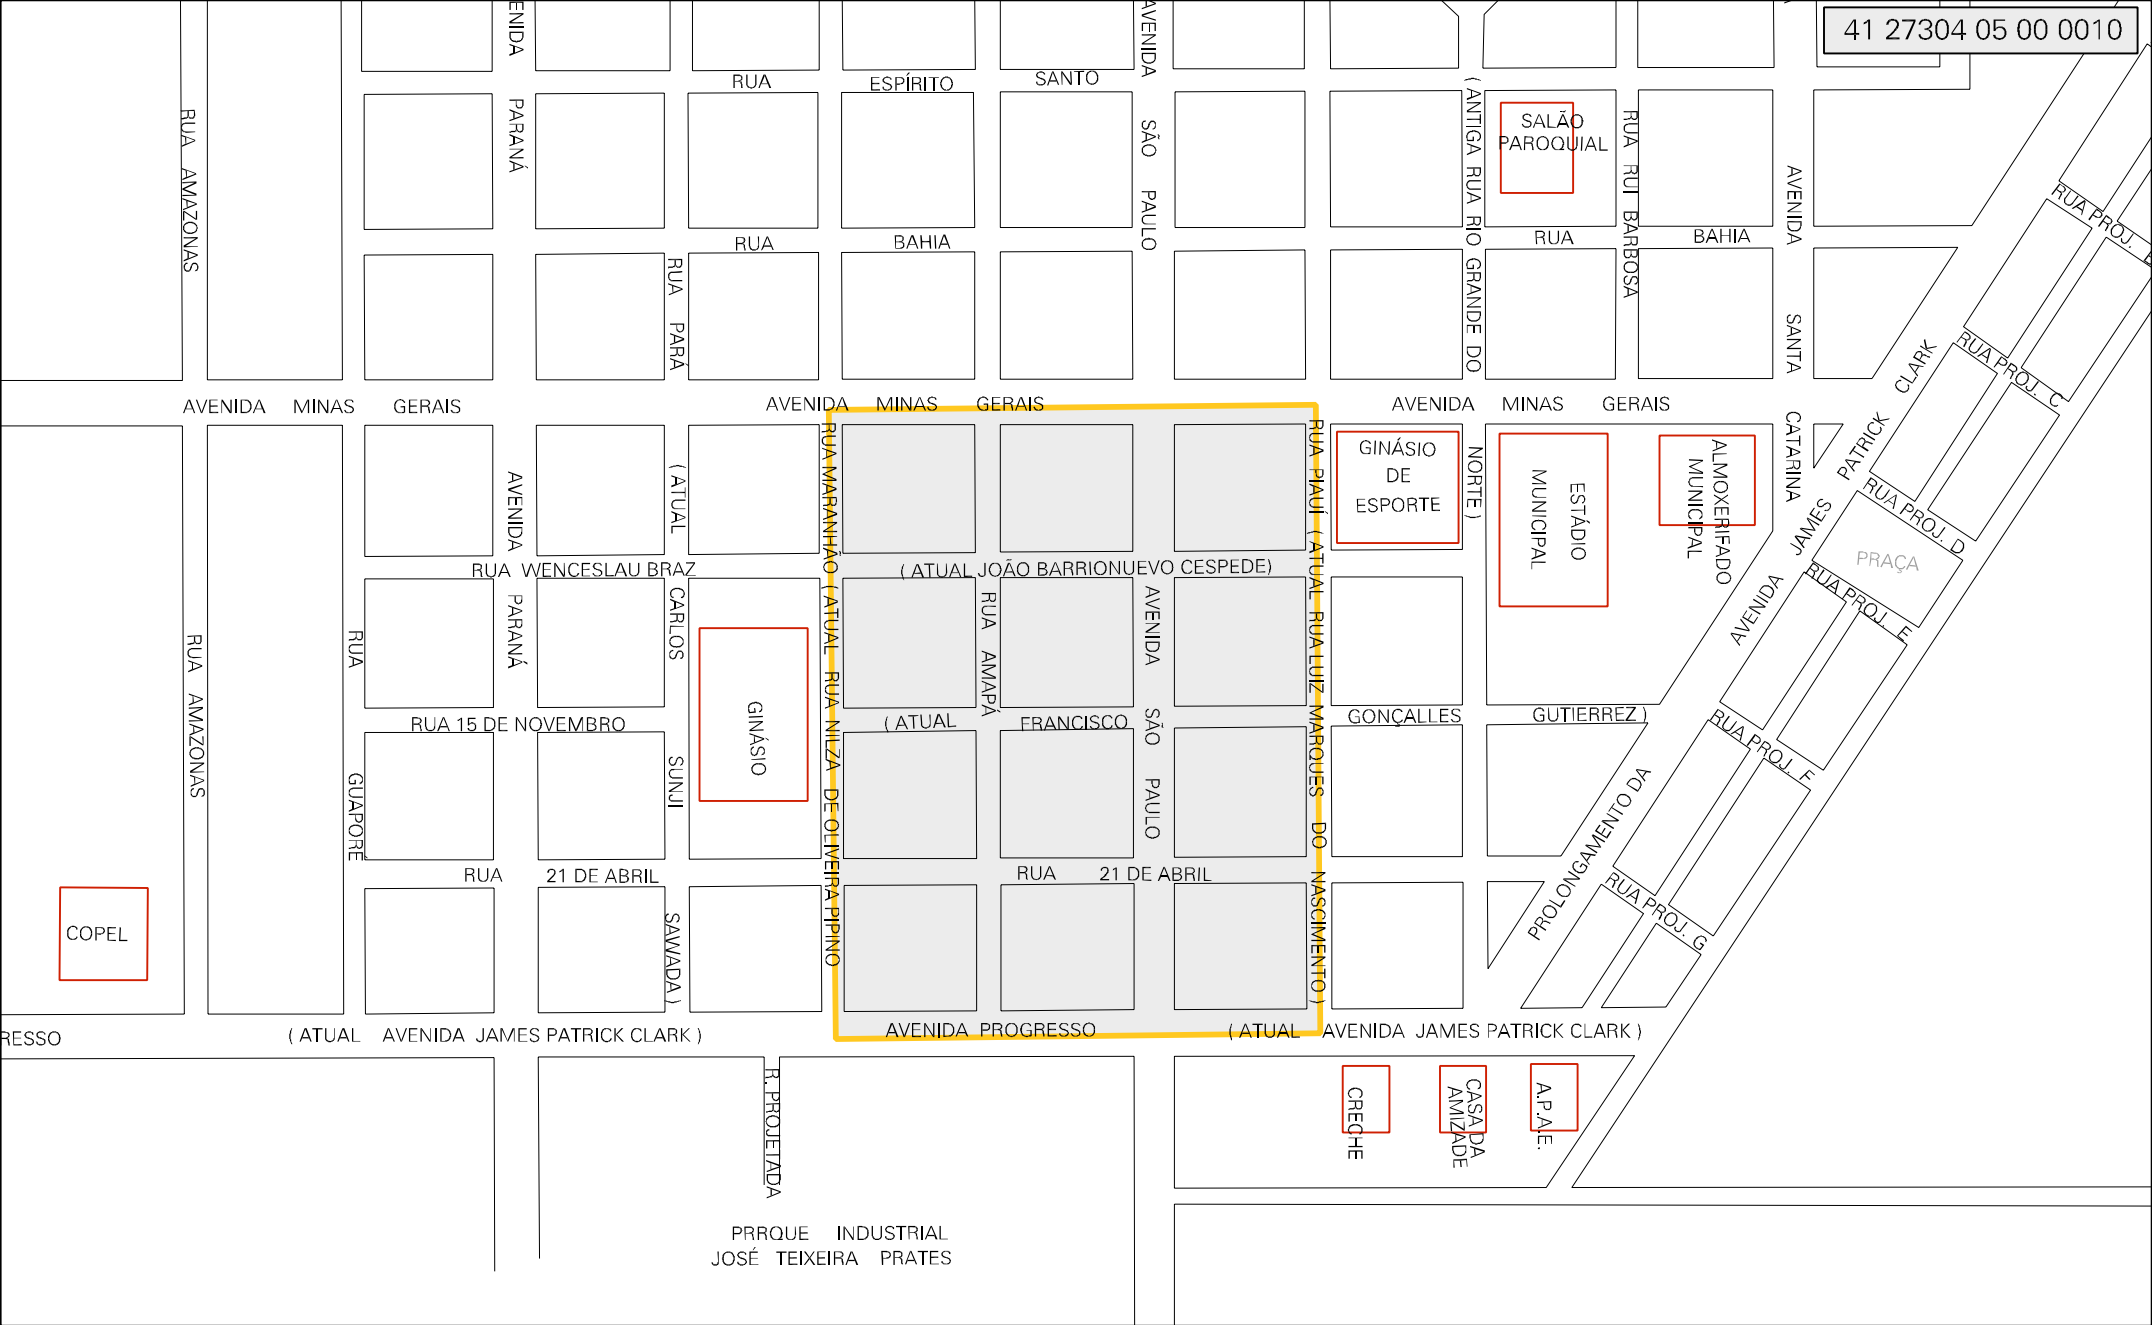 41 27304 05 00 0010
ENIDA PARANÁ
AVENIDA SÃO PAULO
RUA ESPÍRITO SANTO
RUA AMAZONAS
( ANTIGA RUA RIO GRANDE DO NORTE )
SALÃO
PAROQUIAL
RUA RUI BARBOSA
AVENIDA SANTA CATARINA
RUA PROJ.
RUA BAHIA
RUA BAHIA
RUA PARÁ
RUA PROJ. C
AVENIDA MINAS GERAIS
AVENIDA MINAS GERAIS
AVENIDA MINAS GERAIS
AVENIDA JAMES PATRICK CLARK
PROLONGAMENTO DA
AVENIDA PARANÁ
( ATUAL CARLOS SUNJI SAWADA )
RUA MARANHÃO ( ATUAL RUA NILZA DE OLIVEIRA PIPINO
RUA PIAUÍ ( ATUAL RUA LUIZ MARQUES DO NASCIMENTO )
GINÁSIO
DE
ESPORTE
ESTÁDIO
MUNICIPAL
ALMOXERIFADO
MUNICIPAL
RUA PROJ. D
PRAÇA
RUA PROJ. E
RUA WENCESLAU BRAZ ( ATUAL JOÃO BARRIONUEVO CESPEDE)
RUA AMAZONAS
RUA GUAPORE
RUA AMAPÁ
AVENIDA SÃO PAULO
GINÁSIO
RUA 15 DE NOVEMBRO ( ATUAL FRANCISCO GONÇALLES GUTIERREZ )
RUA PROJ. F
RUA 21 DE ABRIL
RUA 21 DE ABRIL
RUA PROJ. G
COPEL
RESSO ( ATUAL AVENIDA JAMES PATRICK CLARK )
AVENIDA PROGRESSO ( ATUAL AVENIDA JAMES PATRICK CLARK )
R. PROJETADA
CRECHE
CASA DA
AMIZADE
A.P.A.E.
PRRQUE INDUSTRIAL
JOSÉ TEIXEIRA PRATES